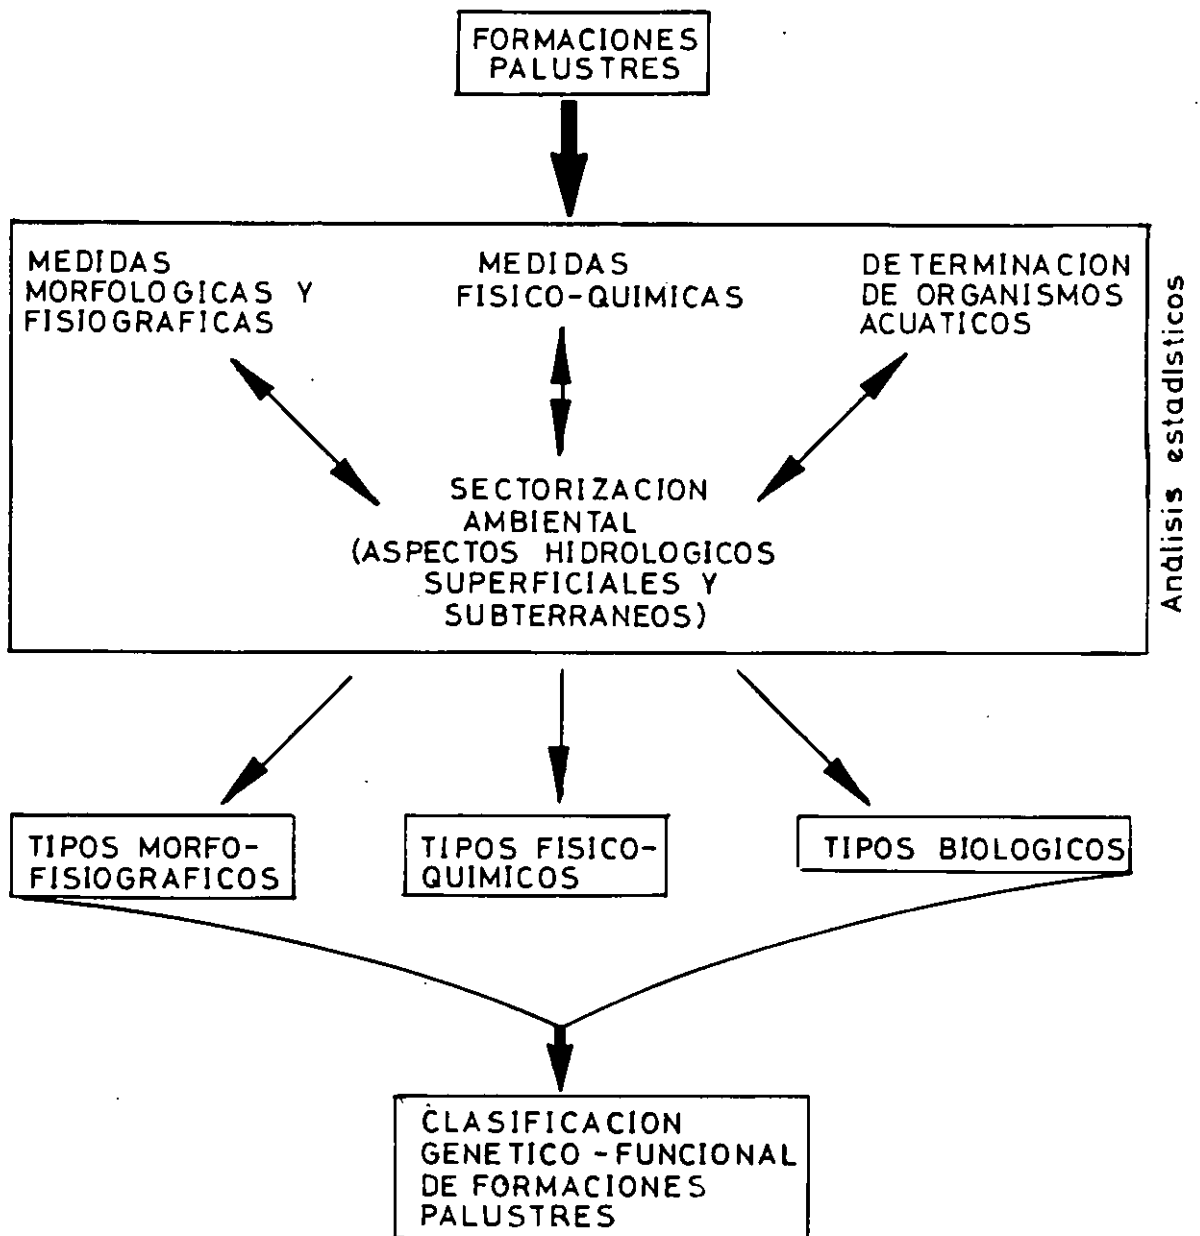 FORMACIONES
PALUSTRES
MEDIDAS
MORFOLOGICAS Y
FISIOGRAFICAS
MEDIDAS
FISICO-QUIMICAS
DETERMINACION
DE ORGANISMOS
ACUATICOS
SECTORIZACION
AMBIENTAL
(ASPECTOS HIDROLOGICOS
SUPERFICIALES Y
SUBTERRANEOS)
Análisis estadísticos
TIPOS MORFO-
FISIOGRAFICOS
TIPOS FISICO-
QUIMICOS
TIPOS BIOLOGICOS
CLASIFICACION
GENETICO-FUNCIONAL
DE FORMACIONES
PALUSTRES